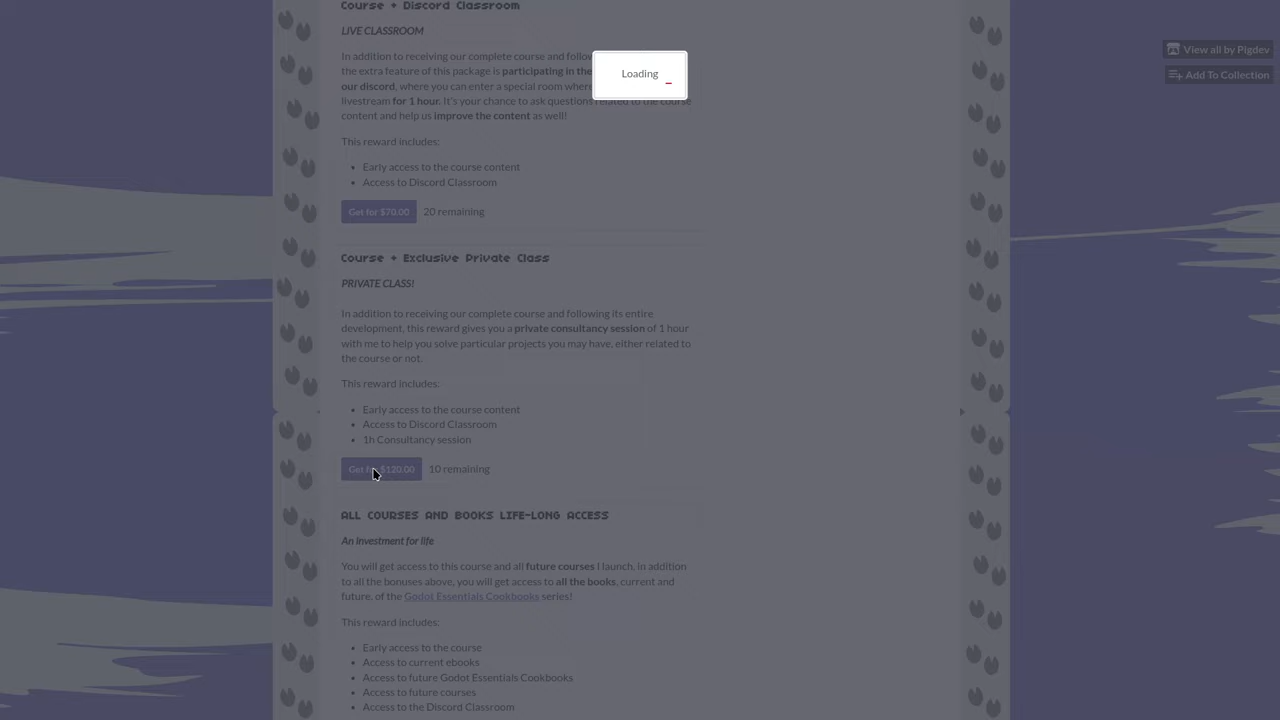 Course + Discord Classroom
LIVE CLASSROOM
View all by Pigdev
In addition to receiving our complete course and follow
the extra feature of this package is participating in the
Loading
Add To Collection
our discord, where you can enter a special room where
livestream for 1 hour. It's your chance to ask questions related to the course
content and help us improve the content as well!
This reward includes:
Early access to the course content
Access to Discord Classroom
Get for $70.00 20 remaining
Course + Exclusive Private Class
PRIVATE CLASS!
In addition to receiving our complete course and following its entire
development, this reward gives you a private consultancy session of 1 hour
with me to help you solve particular projects you may have, either related to
the course or not.
This reward includes:
Early access to the course content
Access to Discord Classroom
1h Consultancy session
Get for $120.00 10 remaining
ALL COURSES AND BOOKS LIFE-LONG ACCESS
An investment for life
You will get access to this course and all future courses I launch. In addition
to all the bonuses above, you will get access to all the books, current and
future, of the Godot Essentials Cookbooks series!
This reward includes:
Early access to the course
Access to current ebooks
Access to future Godot Essentials Cookbooks
Access to future courses
Access to the Discord Classroom